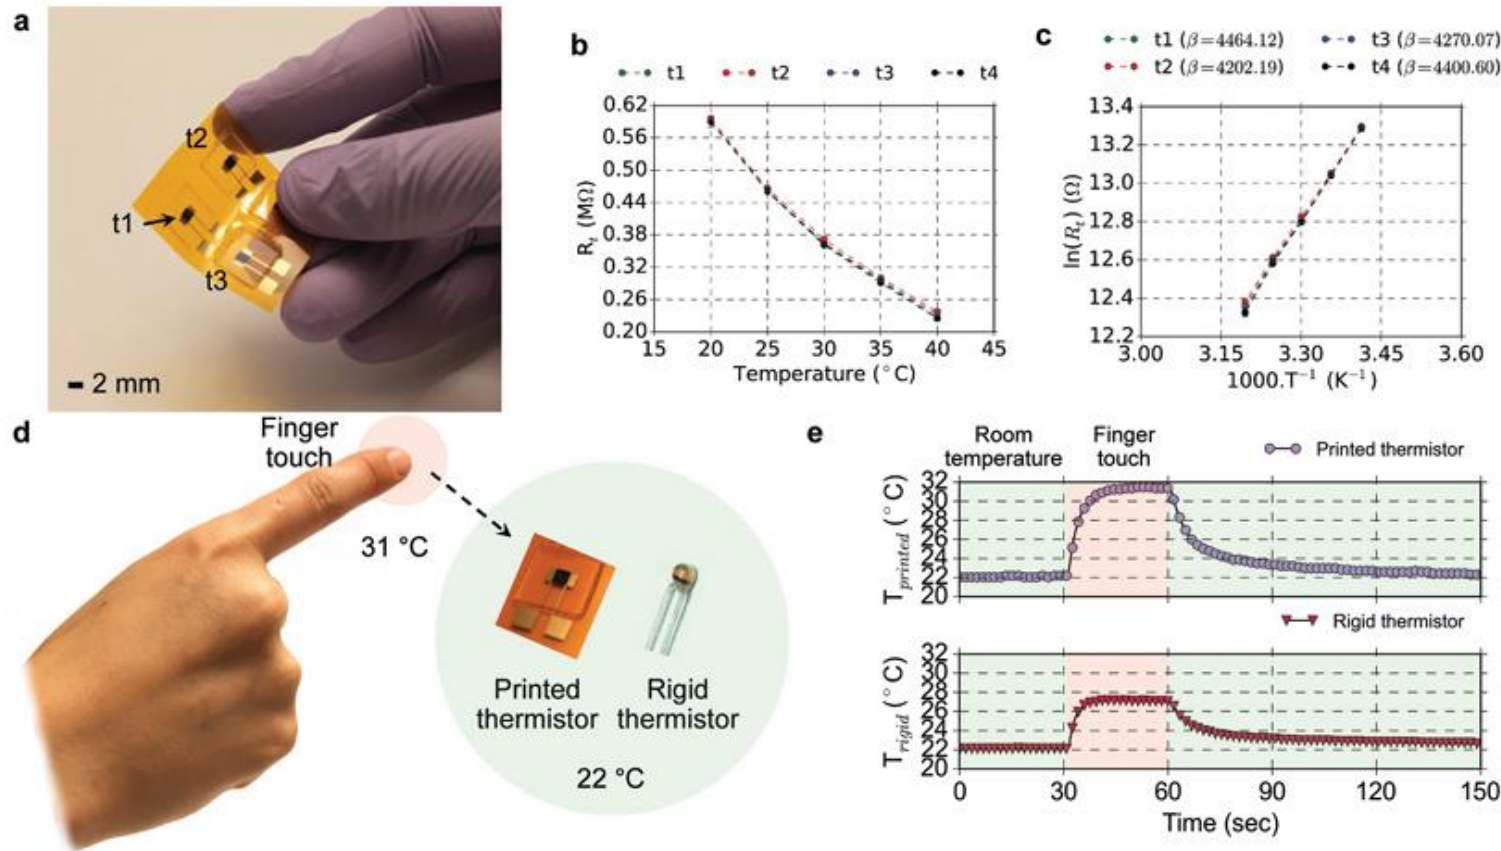 a
t2
t1
t3
2 mm
b
t1 t2 t3 t4
R_t (MΩ)
0.62
0.56
0.50
0.44
0.38
0.32
0.26
0.20
15 20 25 30 35 40 45
Temperature (°C)
c
t1 (β=4464.12) t3 (β=4270.07)
t2 (β=4202.19) t4 (β=4400.60)
ln(R_t) (Ω)
13.4
13.2
13.0
12.8
12.6
12.4
12.2
3.00 3.15 3.30 3.45 3.60
1000.T⁻¹ (K⁻¹)
d
Finger
touch
31 °C
Printed
thermistor
Rigid
thermistor
22 °C
e
Room
temperature
Finger
touch
Printed thermistor
T_printed (°C)
32
30
28
26
24
22
20
Rigid thermistor
T_rigid (°C)
32
30
28
26
24
22
20
0 30 60 90 120 150
Time (sec)